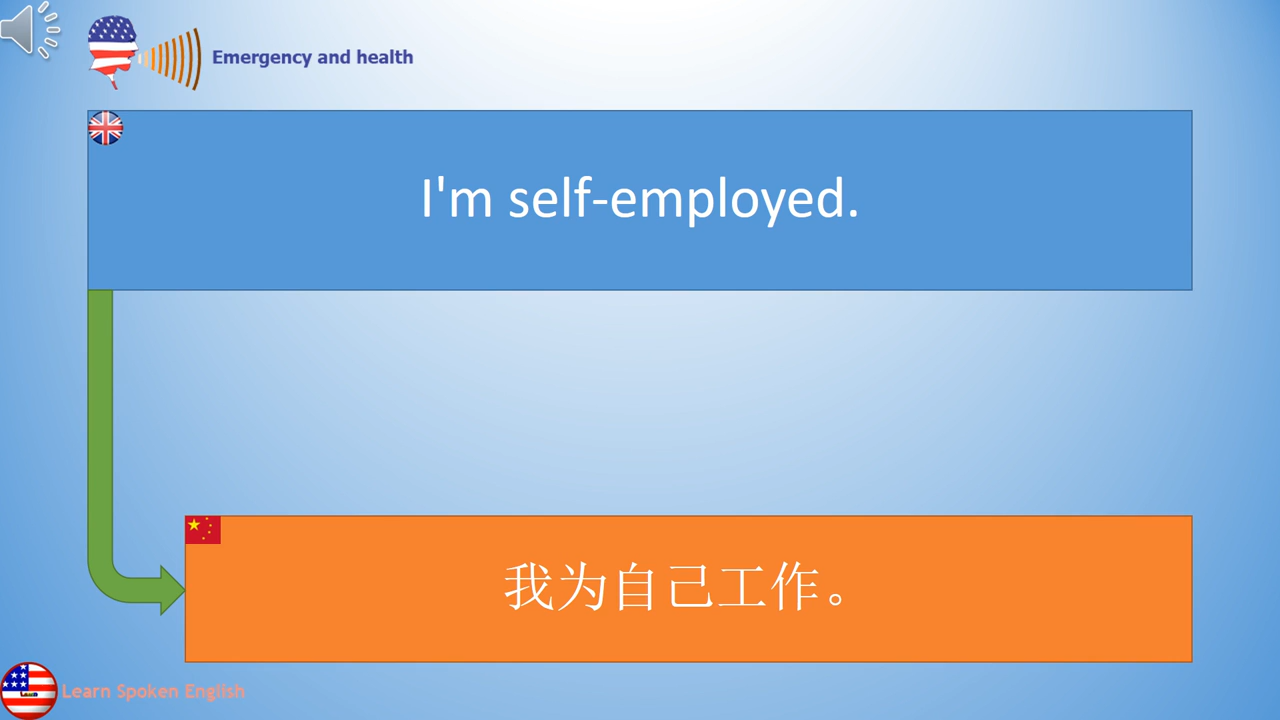 Emergency and health
I'm self-employed.
我为自己工作。
Learn Spoken English